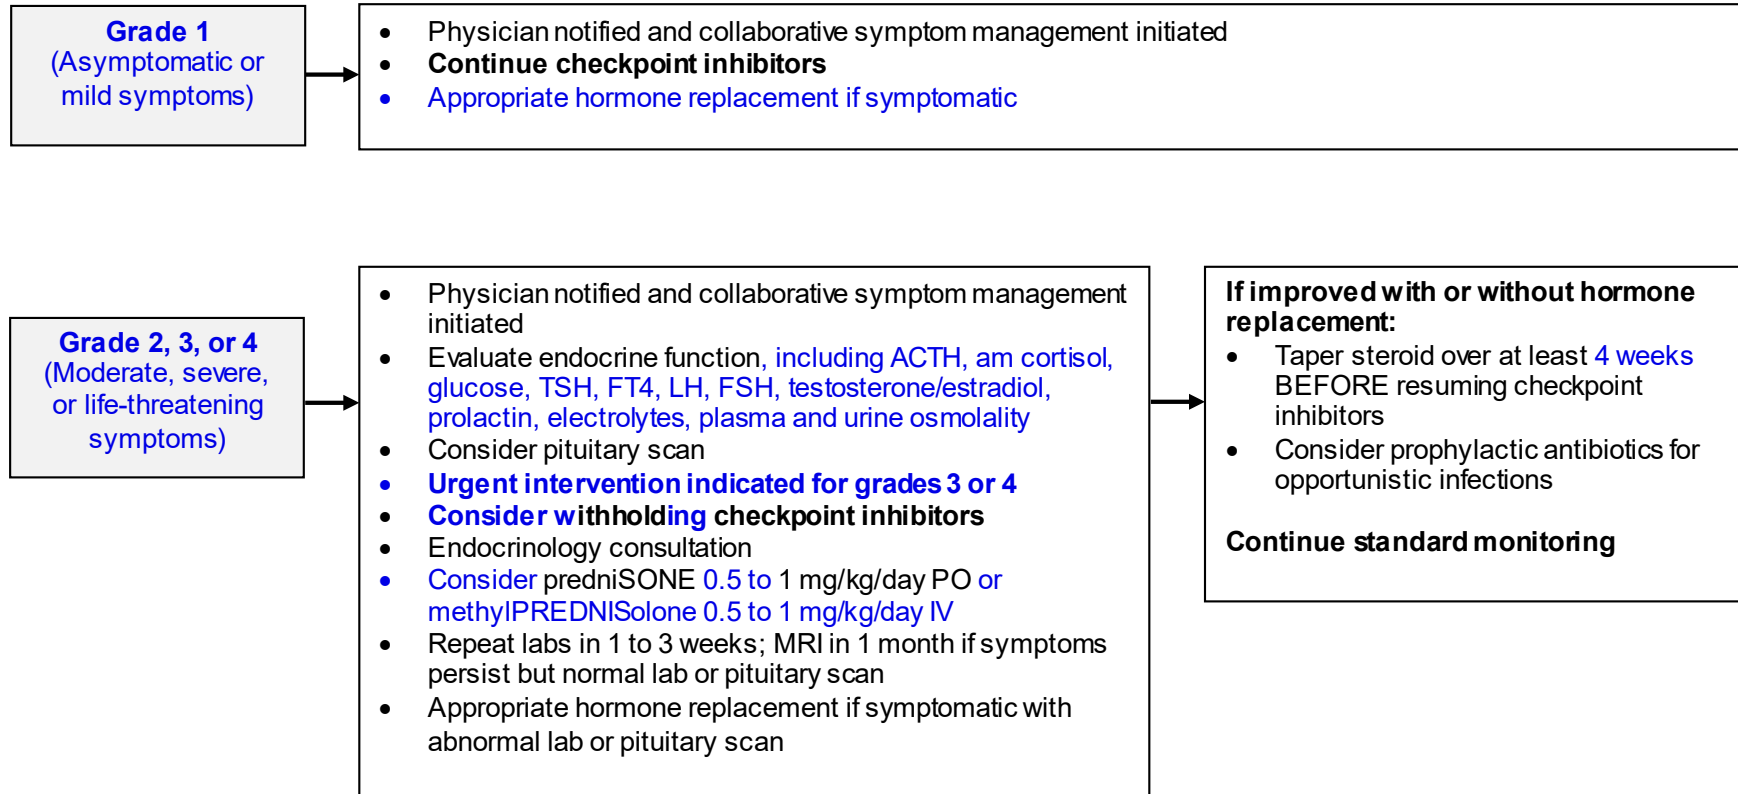 Grade 1
(Asymptomatic or
mild symptoms)
• Physician notified and collaborative symptom management initiated
• Continue checkpoint inhibitors
• Appropriate hormone replacement if symptomatic
Grade 2, 3, or 4
(Moderate, severe,
or life-threatening
symptoms)
• Physician notified and collaborative symptom management
initiated
• Evaluate endocrine function, including ACTH, am cortisol,
glucose, TSH, FT4, LH, FSH, testosterone/estradiol,
prolactin, electrolytes, plasma and urine osmolality
• Consider pituitary scan
• Urgent intervention indicated for grades 3 or 4
• Consider withholding checkpoint inhibitors
• Endocrinology consultation
• Consider predniSONE 0.5 to 1 mg/kg/day PO or
methylPREDNISolone 0.5 to 1 mg/kg/day IV
• Repeat labs in 1 to 3 weeks; MRI in 1 month if symptoms
persist but normal lab or pituitary scan
• Appropriate hormone replacement if symptomatic with
abnormal lab or pituitary scan
If improved with or without hormone
replacement:
• Taper steroid over at least 4 weeks
BEFORE resuming checkpoint
inhibitors
• Consider prophylactic antibiotics for
opportunistic infections
Continue standard monitoring